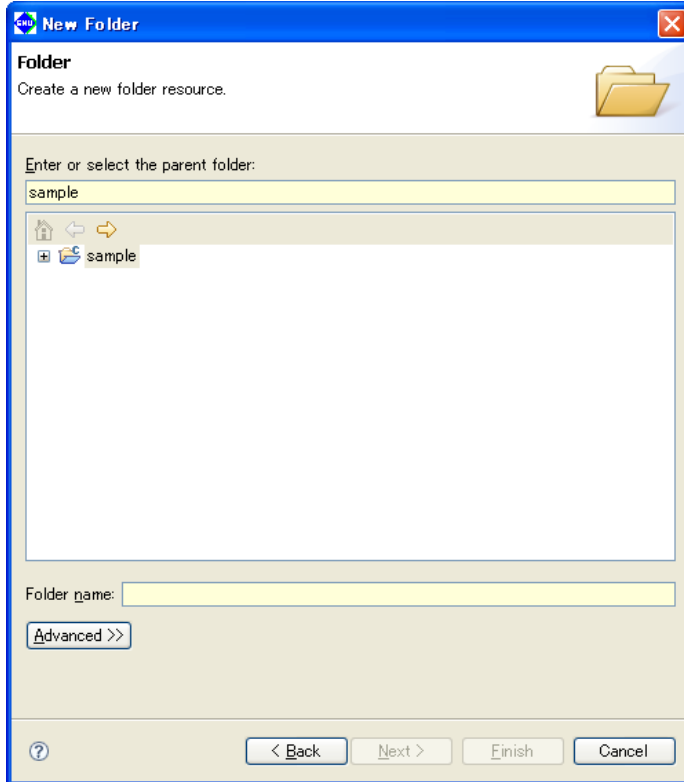 GNU New Folder
Folder
Create a new folder resource.
Enter or select the parent folder:
sample
C
sample
Folder name:
Advanced >>
? < Back Next > Finish Cancel